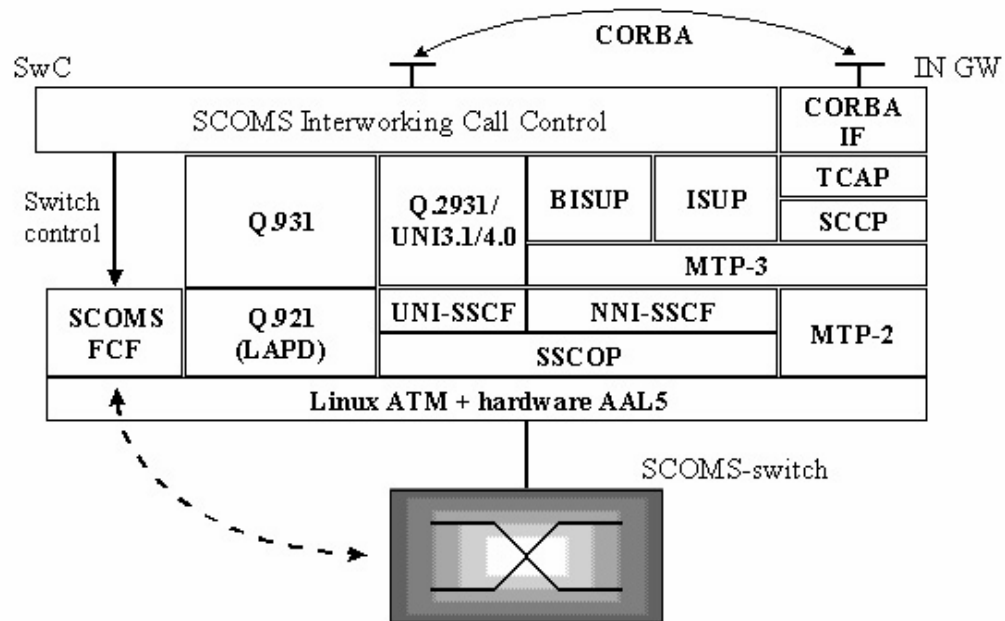 CORBA
SwC
IN GW
SCOMS Interworking Call Control
CORBA
IF
Switch
control
Q.931
Q.2931/
UNI3.1/4.0
BISUP
ISUP
TCAP
SCCP
MTP-3
SCOMS
FCF
Q.921
(LAPD)
UNI-SSCF
NNI-SSCF
MTP-2
SSCOP
Linux ATM + hardware AAL5
SCOMS-switch